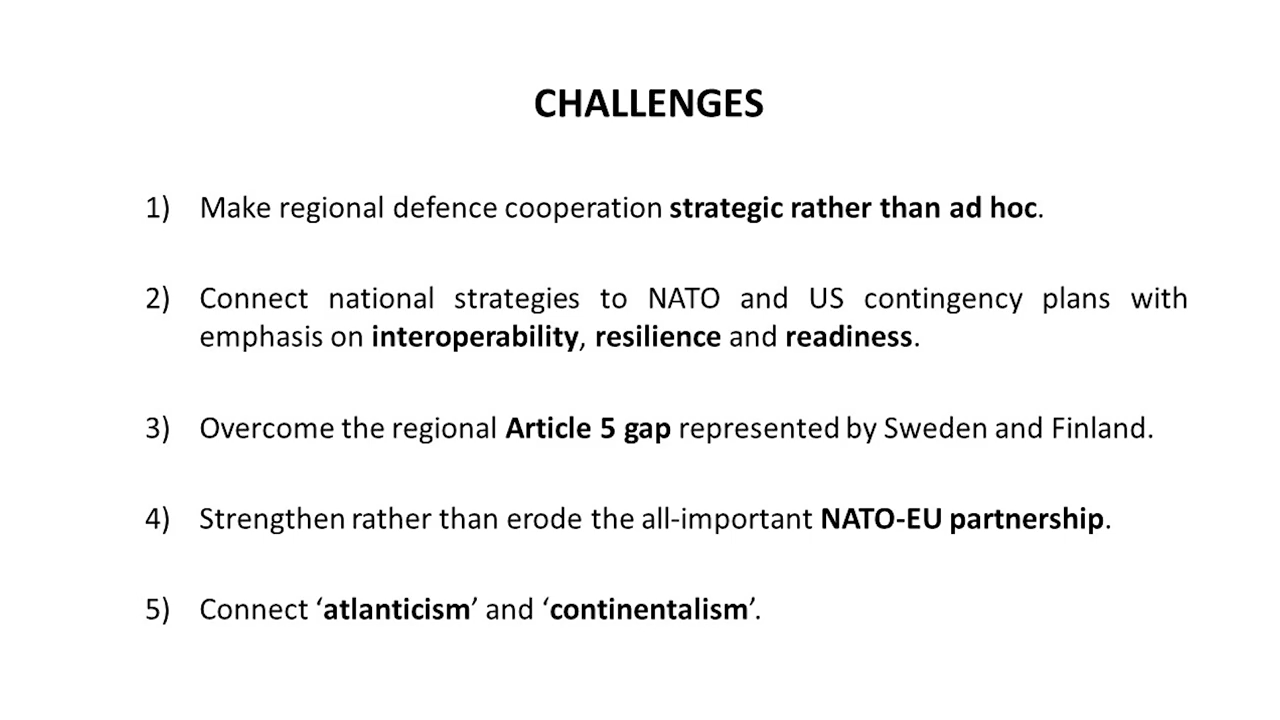 CHALLENGES
1) Make regional defence cooperation strategic rather than ad hoc.
2) Connect national strategies to NATO and US contingency plans with
emphasis on interoperability, resilience and readiness.
3) Overcome the regional Article 5 gap represented by Sweden and Finland.
4) Strengthen rather than erode the all-important NATO-EU partnership.
5) Connect ‘atlanticism’ and ‘continentalism’.